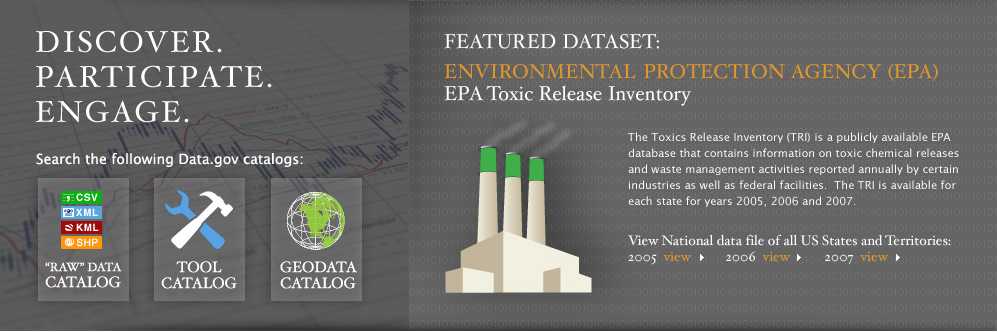 DISCOVER.
PARTICIPATE.
ENGAGE.
Search the following Data.gov catalogs:
CSV
XML
KML
SHP
"RAW" DATA
CATALOG
TOOL
CATALOG
GEODATA
CATALOG
FEATURED DATASET:
ENVIRONMENTAL PROTECTION AGENCY (EPA)
EPA Toxic Release Inventory
The Toxics Release Inventory (TRI) is a publicly available EPA
database that contains information on toxic chemical releases
and waste management activities reported annually by certain
industries as well as federal facilities. The TRI is available for
each state for years 2005, 2006 and 2007.
View National data file of all US States and Territories:
2005 view 2006 view 2007 view